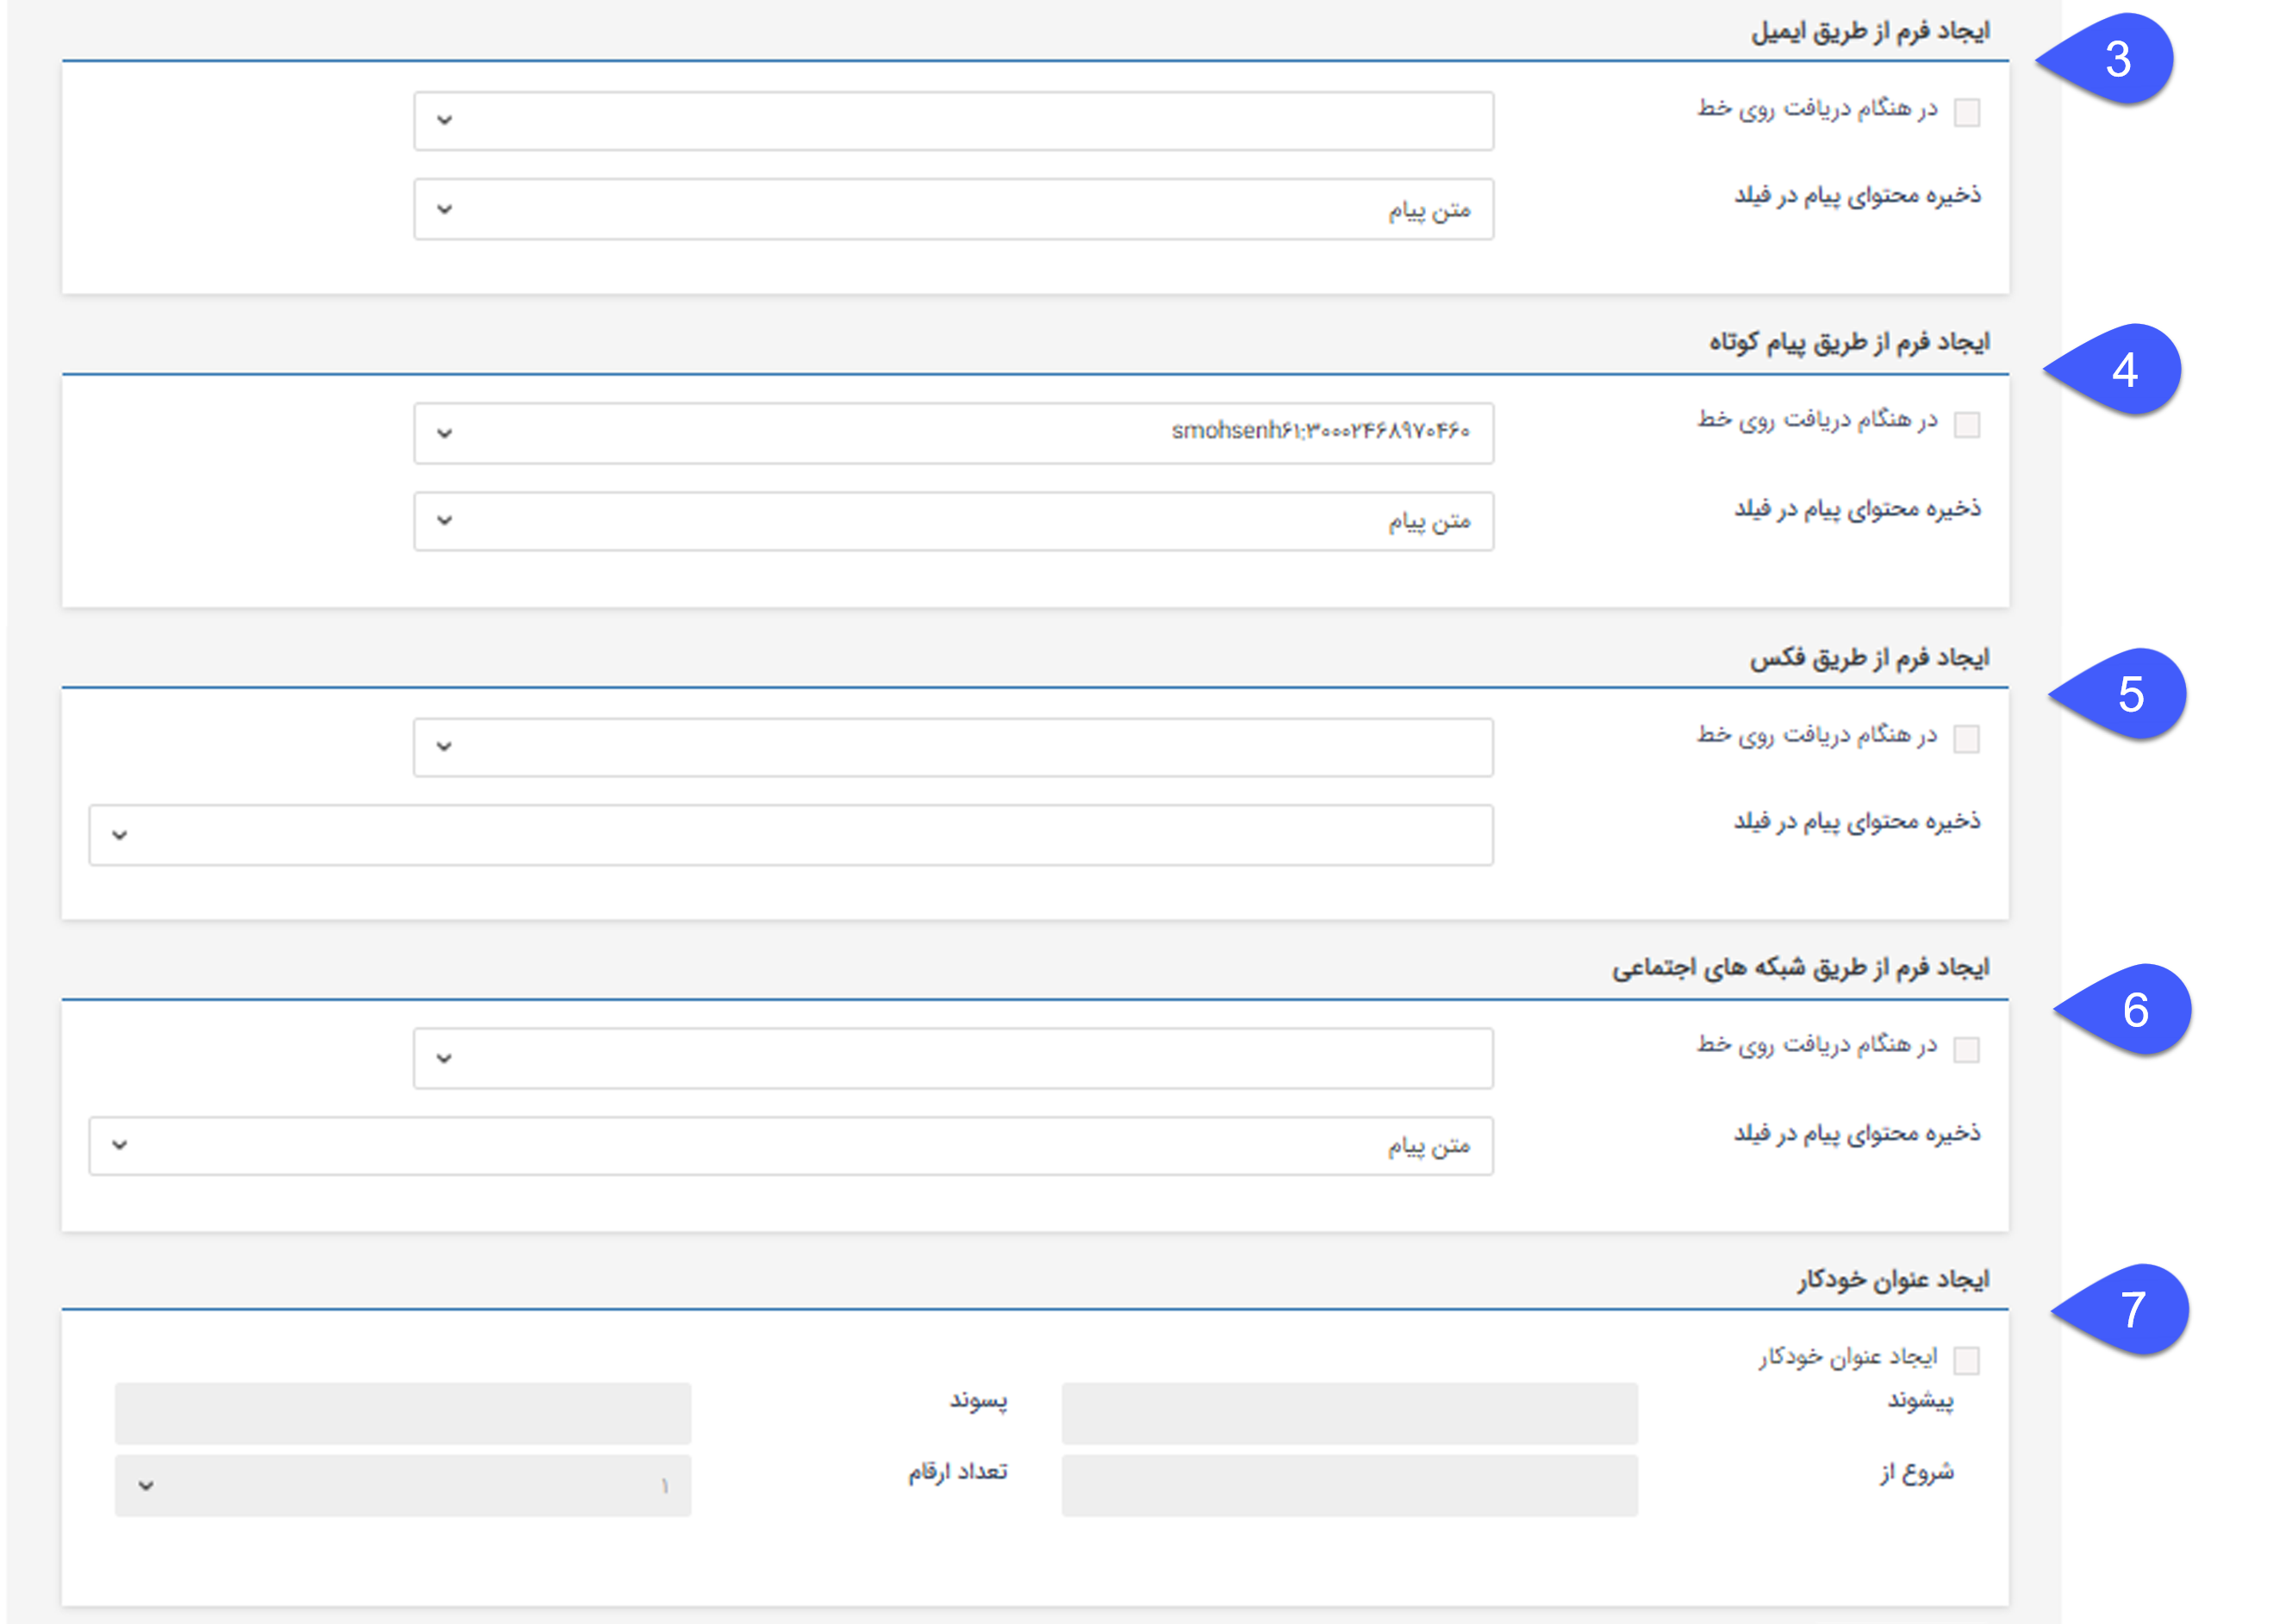 ایجاد فرم از طریق ایمیل
3
در هنگام دریافت روی خط
ذخیره محتوای پیام در فیلد
متن پیام
ایجاد فرم از طریق پیام کوتاه
4
در هنگام دریافت روی خط
smohsenh۶۱;۳۰۰۰۲۴۶۸۹۷۰۴۶۰
ذخیره محتوای پیام در فیلد
متن پیام
ایجاد فرم از طریق فکس
5
در هنگام دریافت روی خط
ذخیره محتوای پیام در فیلد
ایجاد فرم از طریق شبکه های اجتماعی
6
در هنگام دریافت روی خط
ذخیره محتوای پیام در فیلد
متن پیام
ایجاد عنوان خودکار
7
ایجاد عنوان خودکار
پیشوند
پسوند
شروع از
تعداد ارقام
۱